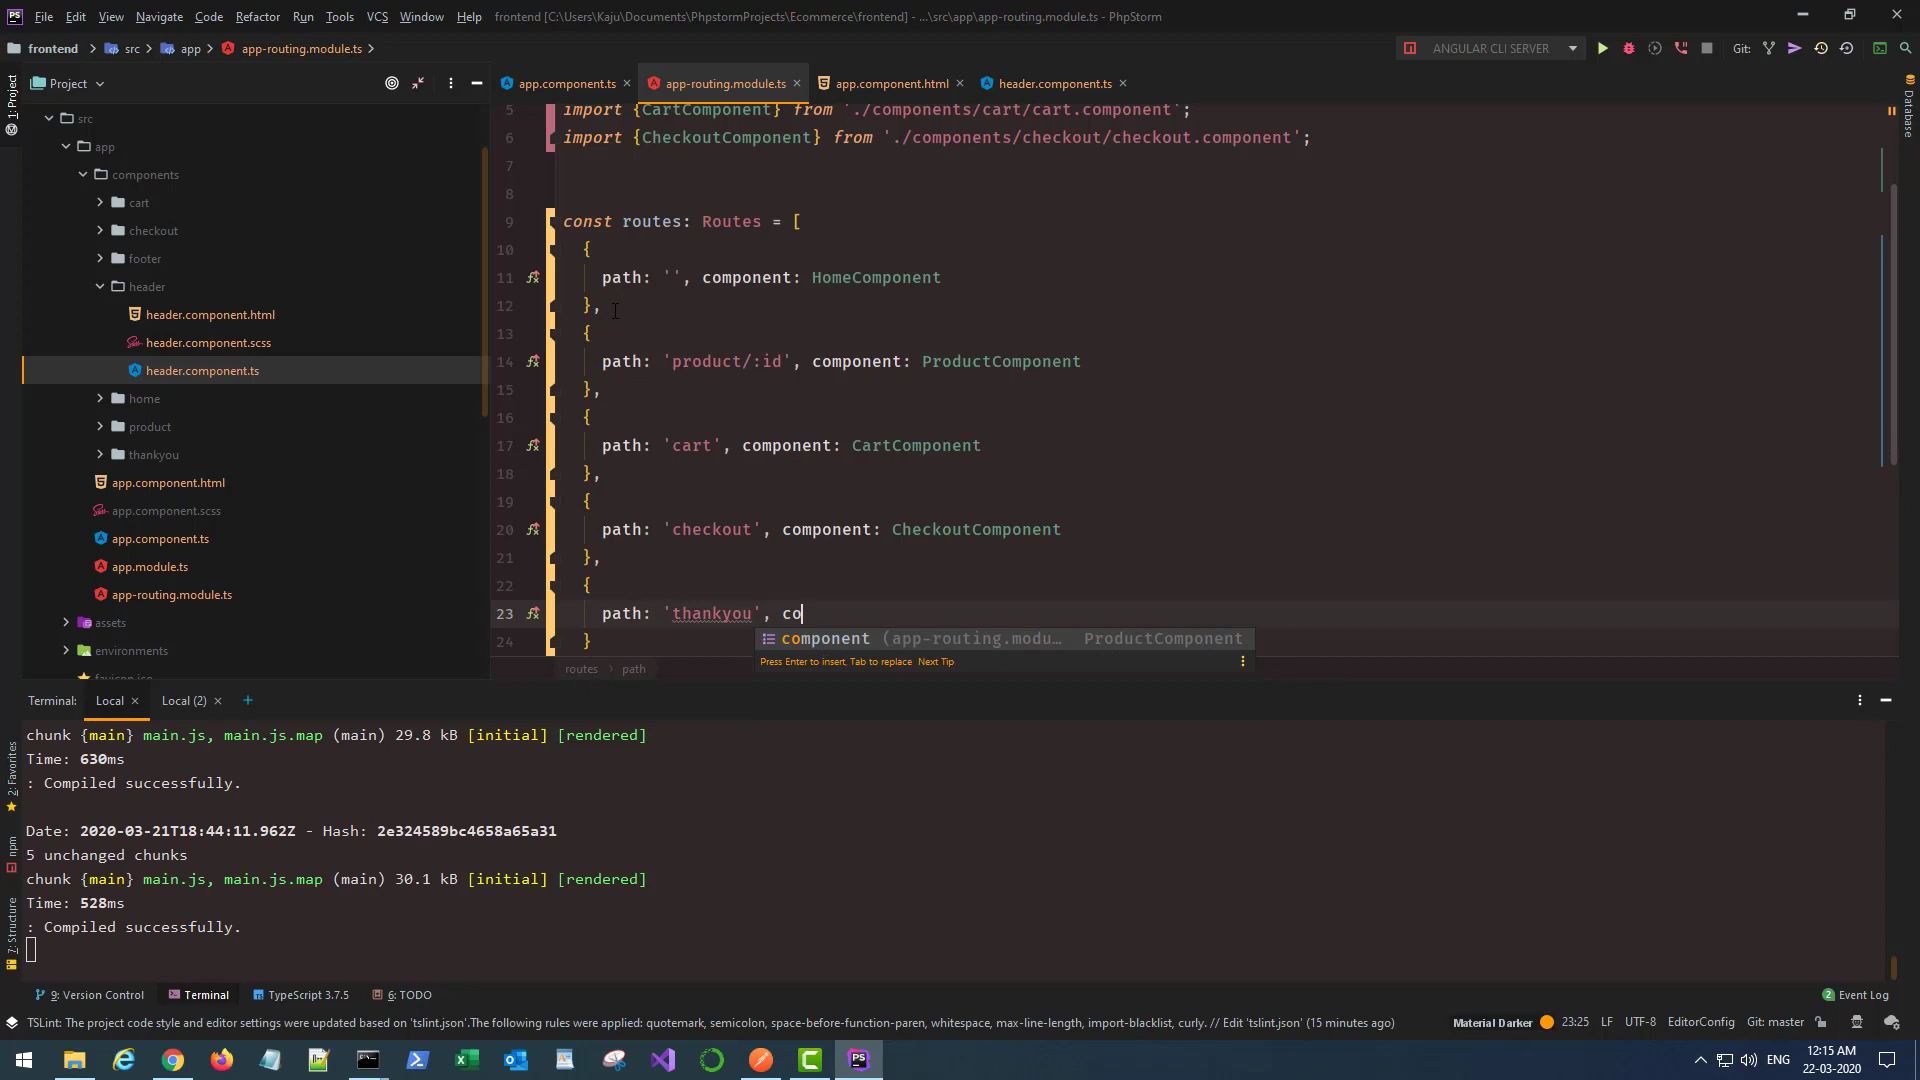 File Edit View Navigate Code Refactor Run Tools VCS Window Help frontend [C:\Users\Kaju\Documents\PhpstormProjects\Ecommerce\frontend] - ...\src\app\app-routing.module.ts - PhpStorm
frontend src app app-routing.module.ts
ANGULAR CLI SERVER Git:
Project
app.component.ts app-routing.module.ts app.component.html header.component.ts
1: Project
Database
src
app
components
cart
checkout
footer
header
header.component.html
header.component.scss
header.component.ts
home
product
thankyou
app.component.html
app.component.scss
app.component.ts
app.module.ts
app-routing.module.ts
assets
environments
favicon.ico
5 import {CartComponent} from './components/cart/cart.component';
6 import {CheckoutComponent} from './components/checkout/checkout.component';
7
8
9 const routes: Routes = [
10 {
11 path: '', component: HomeComponent
12 },
13 {
14 path: 'product/:id', component: ProductComponent
15 },
16 {
17 path: 'cart', component: CartComponent
18 },
19 {
20 path: 'checkout', component: CheckoutComponent
21 },
22 {
23 path: 'thankyou', co
24 }
component (app-routing.modu… ProductComponent
Press Enter to insert, Tab to replace Next Tip
routes path
Terminal: Local Local (2)
chunk {main} main.js, main.js.map (main) 29.8 kB [initial] [rendered]
Time: 630ms
: Compiled successfully.
Date: 2020-03-21T18:44:11.962Z - Hash: 2e324589bc4658a65a31
5 unchanged chunks
chunk {main} main.js, main.js.map (main) 30.1 kB [initial] [rendered]
Time: 528ms
: Compiled successfully.
2: Favorites
npm
7: Structure
9: Version Control Terminal TypeScript 3.7.5 6: TODO 2 Event Log
TSLint: The project code style and editor settings were updated based on 'tslint.json'.The following rules were applied: quotemark, semicolon, space-before-function-paren, whitespace, max-line-length, import-blacklist, curly. // Edit 'tslint.json' (15 minutes ago) Material Darker 23:25 LF UTF-8 EditorConfig Git: master
ENG
12:15 AM
22-03-2020